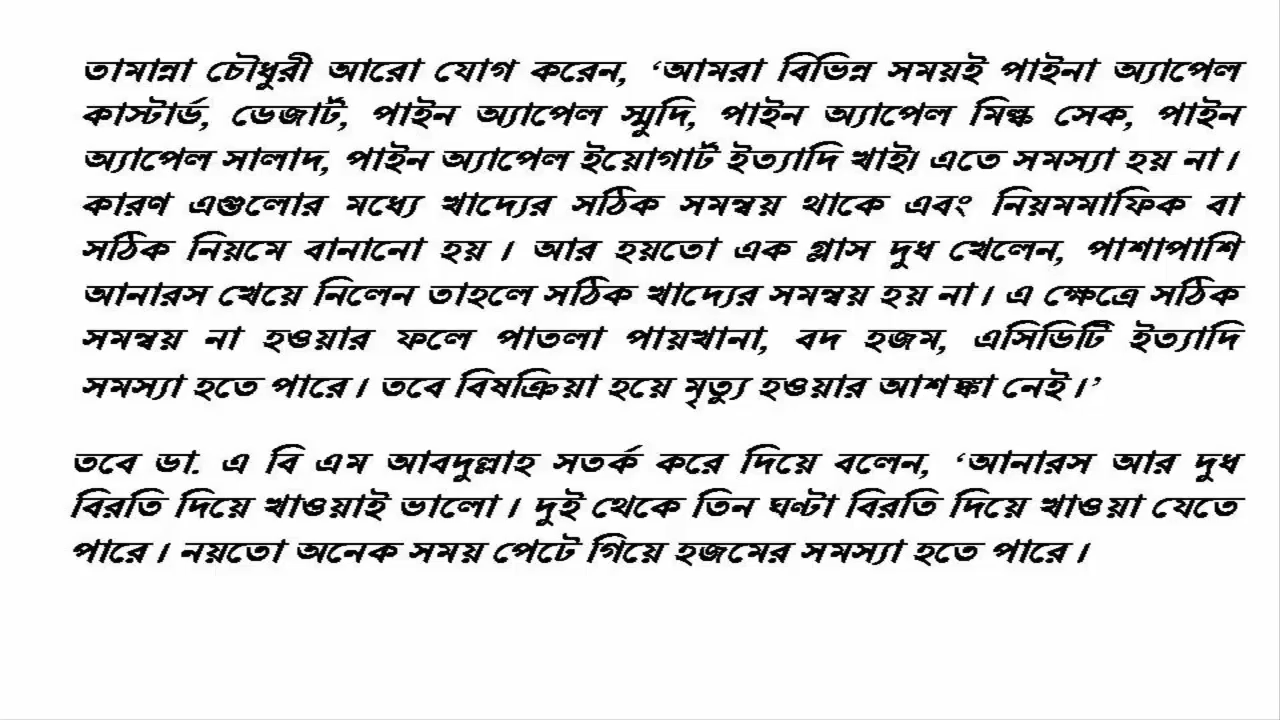 তামান্না চৌধুরী আরো যোগ করেন, ‘আমরা বিভিন্ন সময়ই পাইনা অ্যাপেল
কাস্টার্ড, ডেজার্ট, পাইন অ্যাপেল স্মুদি, পাইন অ্যাপেল মিল্ক সেক, পাইন
অ্যাপেল সালাদ, পাইন অ্যাপেল ইয়োগার্ট ইত্যাদি খাই৷ এতে সমস্যা হয় না।
কারণ এগুলোর মধ্যে খাদ্যের সঠিক সমন্বয় থাকে এবং নিয়মমাফিক বা
সঠিক নিয়মে বানানো হয় । আর হয়তো এক গ্লাস দুধ খেলেন, পাশাপাশি
আনারস খেয়ে নিলেন তাহলে সঠিক খাদ্যের সমন্বয় হয় না। এ ক্ষেত্রে সঠিক
সমন্বয় না হওয়ার ফলে পাতলা পায়খানা, বদ হজম, এসিডিটি ইত্যাদি
সমস্যা হতে পারে। তবে বিষক্রিয়া হয়ে মৃত্যু হওয়ার আশঙ্কা নেই।’
তবে ডা. এ বি এম আবদুল্লাহ সতর্ক করে দিয়ে বলেন, ‘আনারস আর দুধ
বিরতি দিয়ে খাওয়াই ভালো। দুই থেকে তিন ঘণ্টা বিরতি দিয়ে খাওয়া যেতে
পারে। নয়তো অনেক সময় পেটে গিয়ে হজমের সমস্যা হতে পারে।